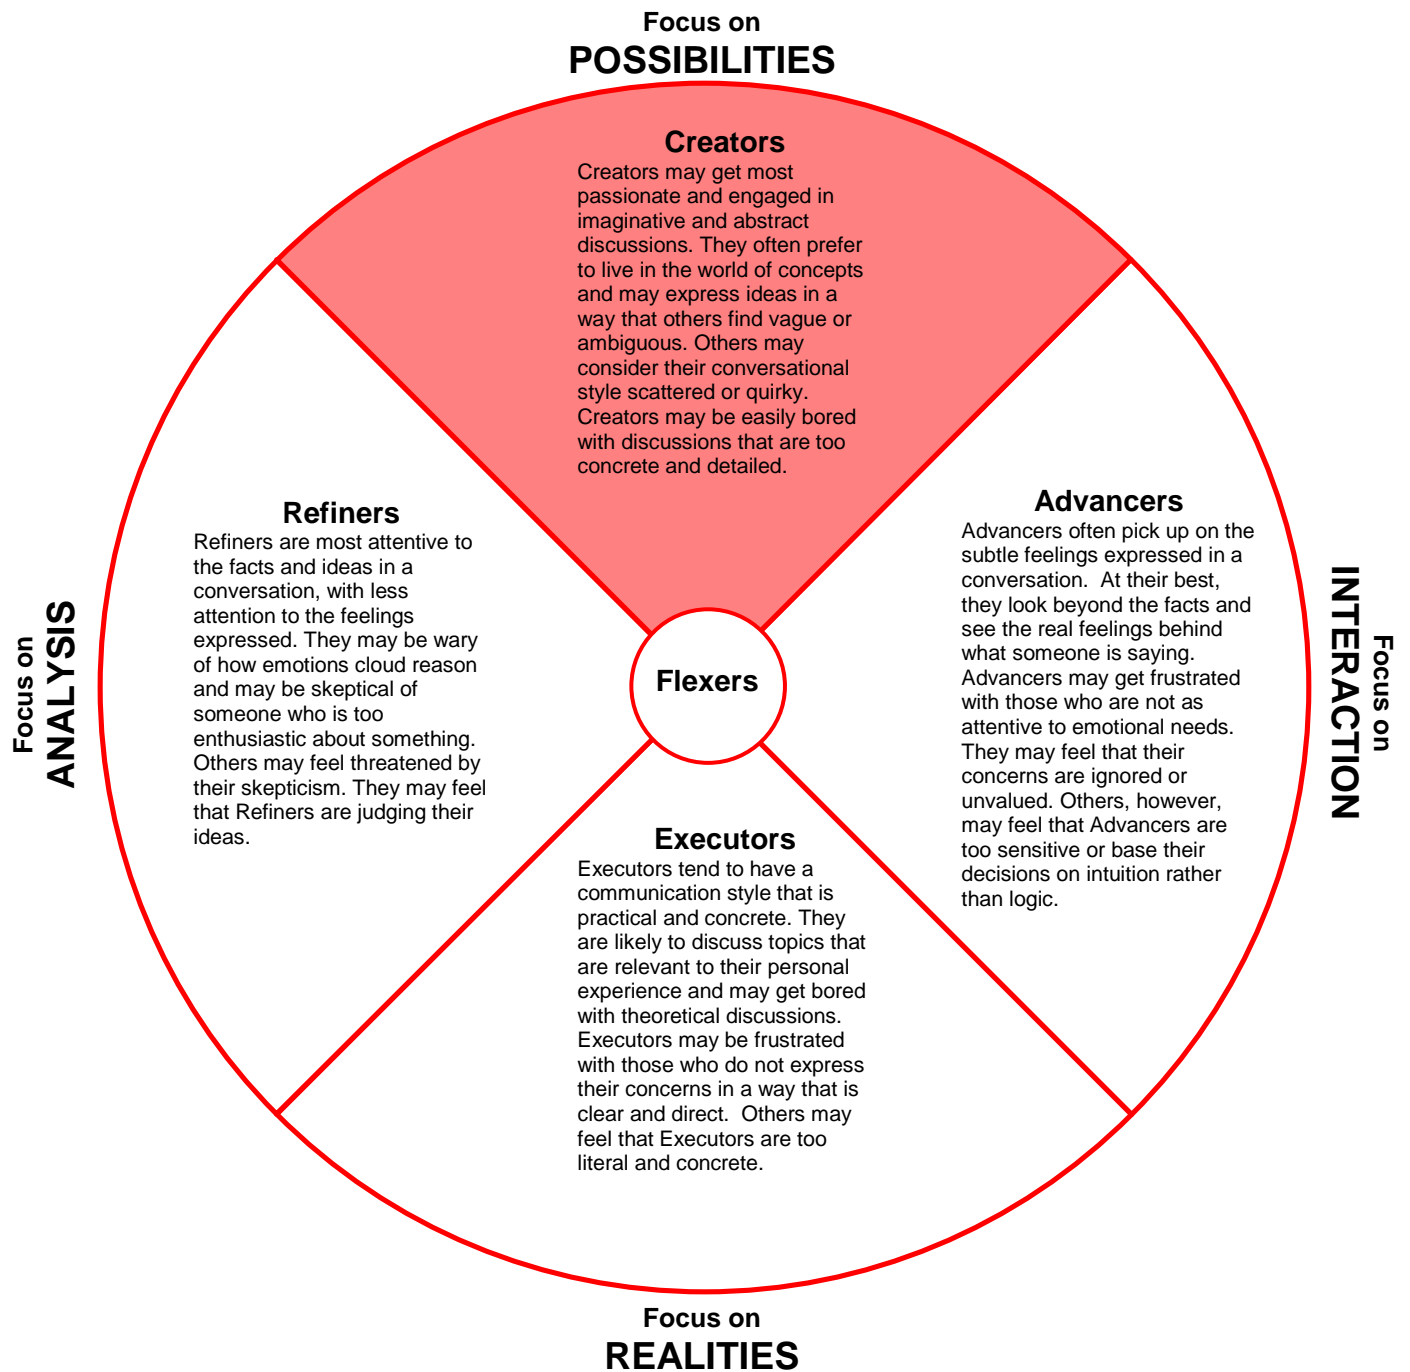 Focus on
POSSIBILITIES
Creators
Creators may get most
passionate and engaged in
imaginative and abstract
discussions. They often prefer
to live in the world of concepts
and may express ideas in a
way that others find vague or
ambiguous. Others may
consider their conversational
style scattered or quirky.
Creators may be easily bored
with discussions that are too
concrete and detailed.
Focus on
ANALYSIS
Refiners
Refiners are most attentive to
the facts and ideas in a
conversation, with less
attention to the feelings
expressed. They may be wary
of how emotions cloud reason
and may be skeptical of
someone who is too
enthusiastic about something.
Others may feel threatened by
their skepticism. They may feel
that Refiners are judging their
ideas.
Flexers
Advancers
Advancers often pick up on the
subtle feelings expressed in a
conversation.  At their best,
they look beyond the facts and
see the real feelings behind
what someone is saying.
Advancers may get frustrated
with those who are not as
attentive to emotional needs.
They may feel that their
concerns are ignored or
unvalued. Others, however,
may feel that Advancers are
too sensitive or base their
decisions on intuition rather
than logic.
Focus on
INTERACTION
Executors
Executors tend to have a
communication style that is
practical and concrete. They
are likely to discuss topics that
are relevant to their personal
experience and may get bored
with theoretical discussions.
Executors may be frustrated
with those who do not express
their concerns in a way that is
clear and direct.  Others may
feel that Executors are too
literal and concrete.
Focus on
REALITIES